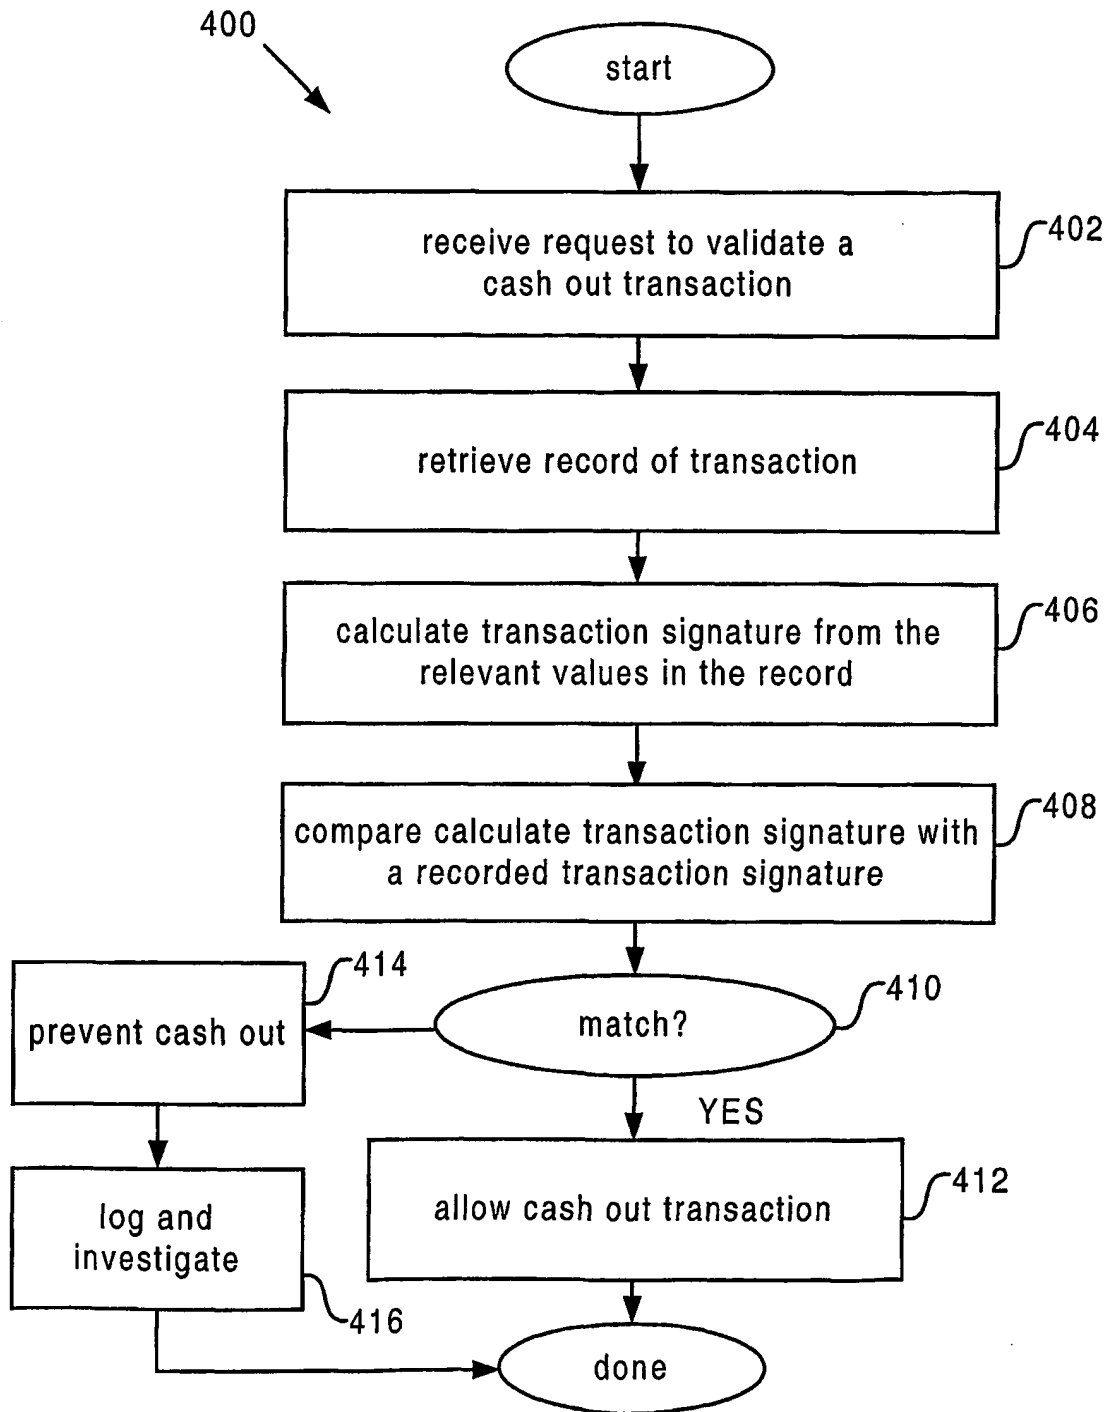 400
start
receive request to validate a
cash out transaction
402
retrieve record of transaction
404
calculate transaction signature from the
relevant values in the record
406
compare calculate transaction signature with
a recorded transaction signature
408
match?
410
prevent cash out
414
YES
allow cash out transaction
412
log and
investigate
416
done